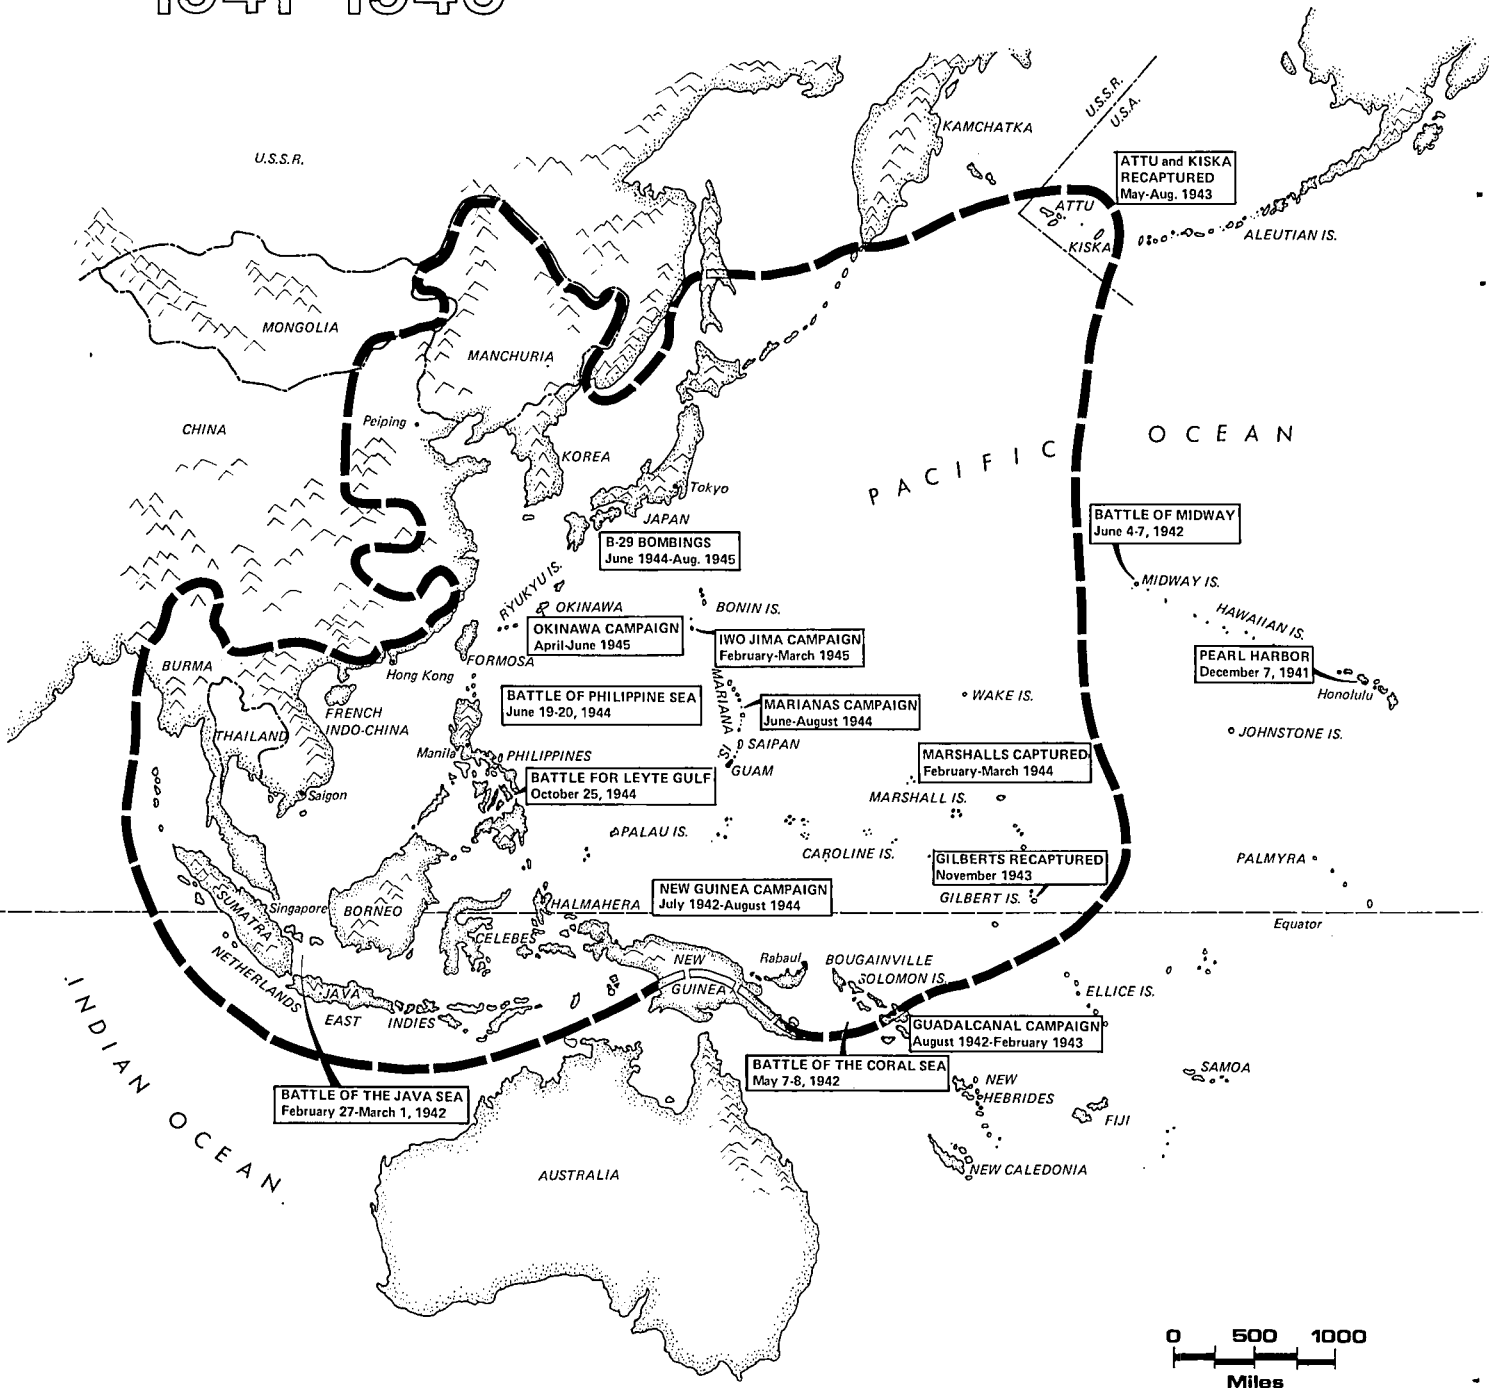 1941-1945
U.S.S.R.
KAMCHATKA
U.S.S.R.
U.S.A.
ATTU and KISKA
RECAPTURED
May-Aug. 1943
ATTU
KISKA
ALEUTIAN IS.
MONGOLIA
MANCHURIA
CHINA
Peiping
KOREA
Tokyo
JAPAN
PACIFIC OCEAN
B-29 BOMBINGS
June 1944-Aug. 1945
BATTLE OF MIDWAY
June 4-7, 1942
MIDWAY IS.
HAWAIIAN IS.
RYUKYU IS.
OKINAWA
BONIN IS.
OKINAWA CAMPAIGN
April-June 1945
IWO JIMA CAMPAIGN
February-March 1945
PEARL HARBOR
December 7, 1941
Honolulu
BURMA
Hong Kong
FORMOSA
FRENCH
INDO-CHINA
THAILAND
BATTLE OF PHILIPPINE SEA
June 19-20, 1944
MARIANA IS.
MARIANAS CAMPAIGN
June-August 1944
WAKE IS.
JOHNSTONE IS.
SAIPAN
GUAM
Manila
PHILIPPINES
BATTLE FOR LEYTE GULF
October 25, 1944
MARSHALLS CAPTURED
February-March 1944
MARSHALL IS.
Saigon
PALAU IS.
CAROLINE IS.
GILBERTS RECAPTURED
November 1943
GILBERT IS.
PALMYRA
NEW GUINEA CAMPAIGN
July 1942-August 1944
HALMAHERA
SUMATRA
Singapore
BORNEO
CELEBES
Equator
NETHERLANDS
EAST INDIES
JAVA
NEW
GUINEA
Rabaul
BOUGAINVILLE
SOLOMON IS.
ELLICE IS.
GUADALCANAL CAMPAIGN
August 1942-February 1943
BATTLE OF THE CORAL SEA
May 7-8, 1942
BATTLE OF THE JAVA SEA
February 27-March 1, 1942
INDIAN OCEAN
NEW
HEBRIDES
SAMOA
FIJI
NEW CALEDONIA
AUSTRALIA
0 500 1000
Miles